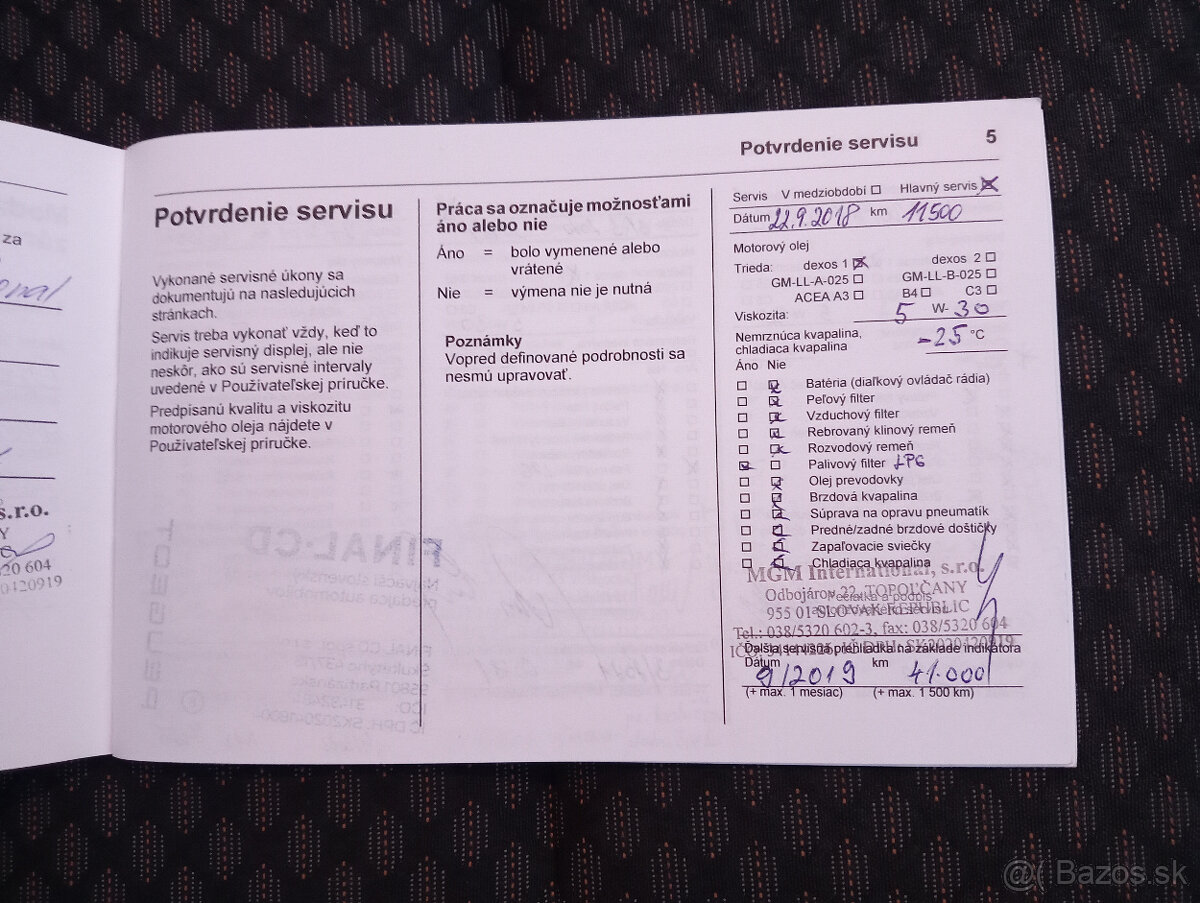 za
onal
s.r.o.
20 604
0120919
Potvrdenie servisu 5
Potvrdenie servisu
Vykonané servisné úkony sa
dokumentujú na nasledujúcich
stránkach.
Servis treba vykonať vždy, keď to
indikuje servisný displej, ale nie
neskôr, ako sú servisné intervaly
uvedené v Používateľskej príručke.
Predpísanú kvalitu a viskozitu
motorového oleja nájdete v
Používateľskej príručke.
Práca sa označuje možnosťami
áno alebo nie
Áno = bolo vymenené alebo
vrátené
Nie = výmena nie je nutná
Poznámky
Vopred definované podrobnosti sa
nesmú upravovať.
Servis V medziobdobí Hlavný servis
Dátum 22.9.2018 km 11500
Motorový olej
Trieda: dexos 1 dexos 2
GM-LL-A-025 GM-LL-B-025
ACEA A3 B4 C3
Viskozita: 5 W- 30
Nemrznúca kvapalina, -25 °C
chladiaca kvapalina
Áno Nie
Batéria (diaľkový ovládač rádia)
Peľový filter
Vzduchový filter
Rebrovaný klinový remeň
Rozvodový remeň
Palivový filter LPG
Olej prevodovky
Brzdová kvapalina
Súprava na opravu pneumatík
Predné/zadné brzdové doštičky
Zapaľovacie sviečky
Chladiaca kvapalina
MGM International, s.r.o.
Odbojárov 22, TOPOĽČANY
Pečiatka a podpis
955 01 SLOVAK REPUBLIC
Tel.: 038/5320 602-3, fax: 038/5320 604
Ďalšia servisná prehliadka na základe indikátora
Dátum 9/2019 km 41.000
(+ max. 1 mesiac) (+ max. 1 500 km)
@( Bazos.sk